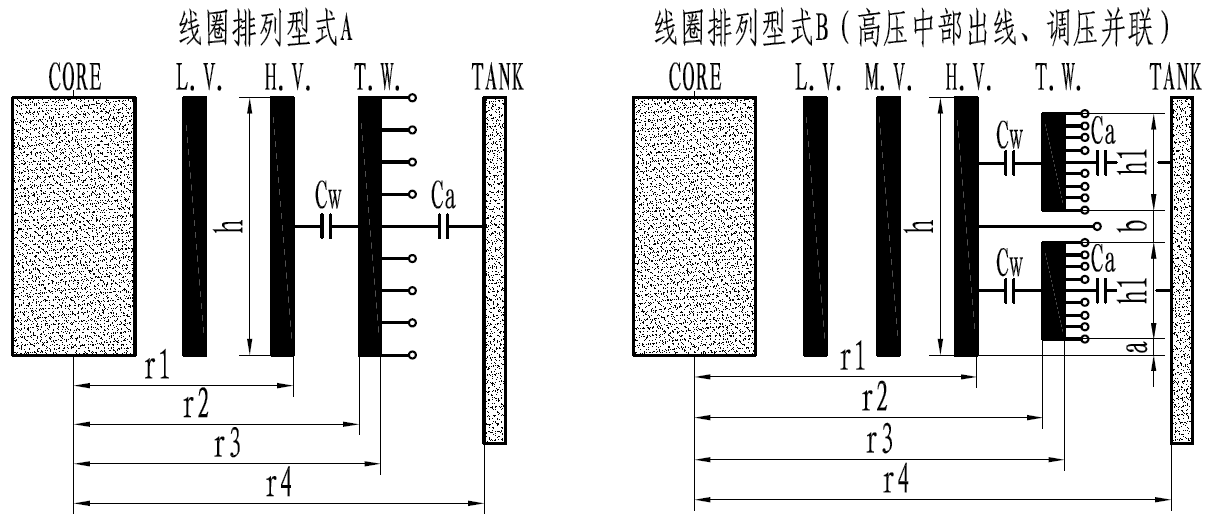 线圈排列型式A
CORE L.V. H.V. T.W. TANK
Cw Ca
h
r1
r2
r3
r4
线圈排列型式B（高压中部出线、调压并联）
CORE L.V. M.V. H.V. T.W. TANK
Cw Ca h1
h b
Cw Ca h1
a
r1
r2
r3
r4